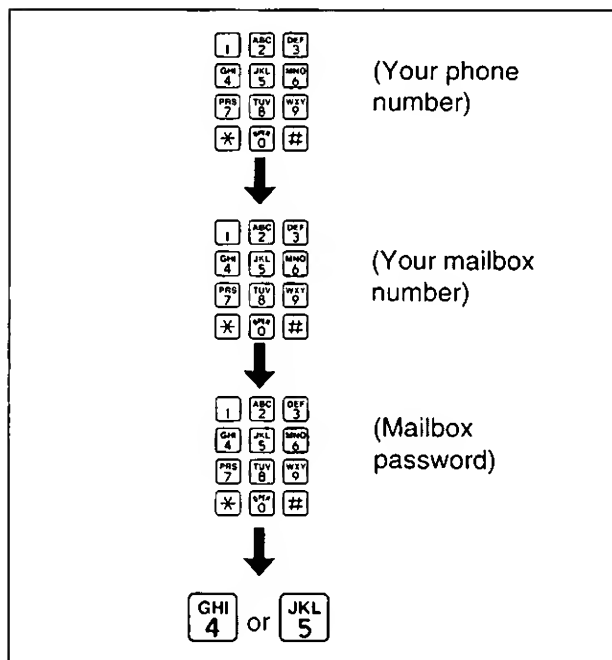 1 ABC 2 DEF 3
GHI 4 JKL 5 MNO 6
(Your phone
number)
PRS 7 TUV 8 WXY 9
* OPER 0 #
1 ABC 2 DEF 3
GHI 4 JKL 5 MNO 6
(Your mailbox
number)
PRS 7 TUV 8 WXY 9
* OPER 0 #
1 ABC 2 DEF 3
GHI 4 JKL 5 MNO 6
(Mailbox
password)
PRS 7 TUV 8 WXY 9
* OPER 0 #
GHI 4 or JKL 5